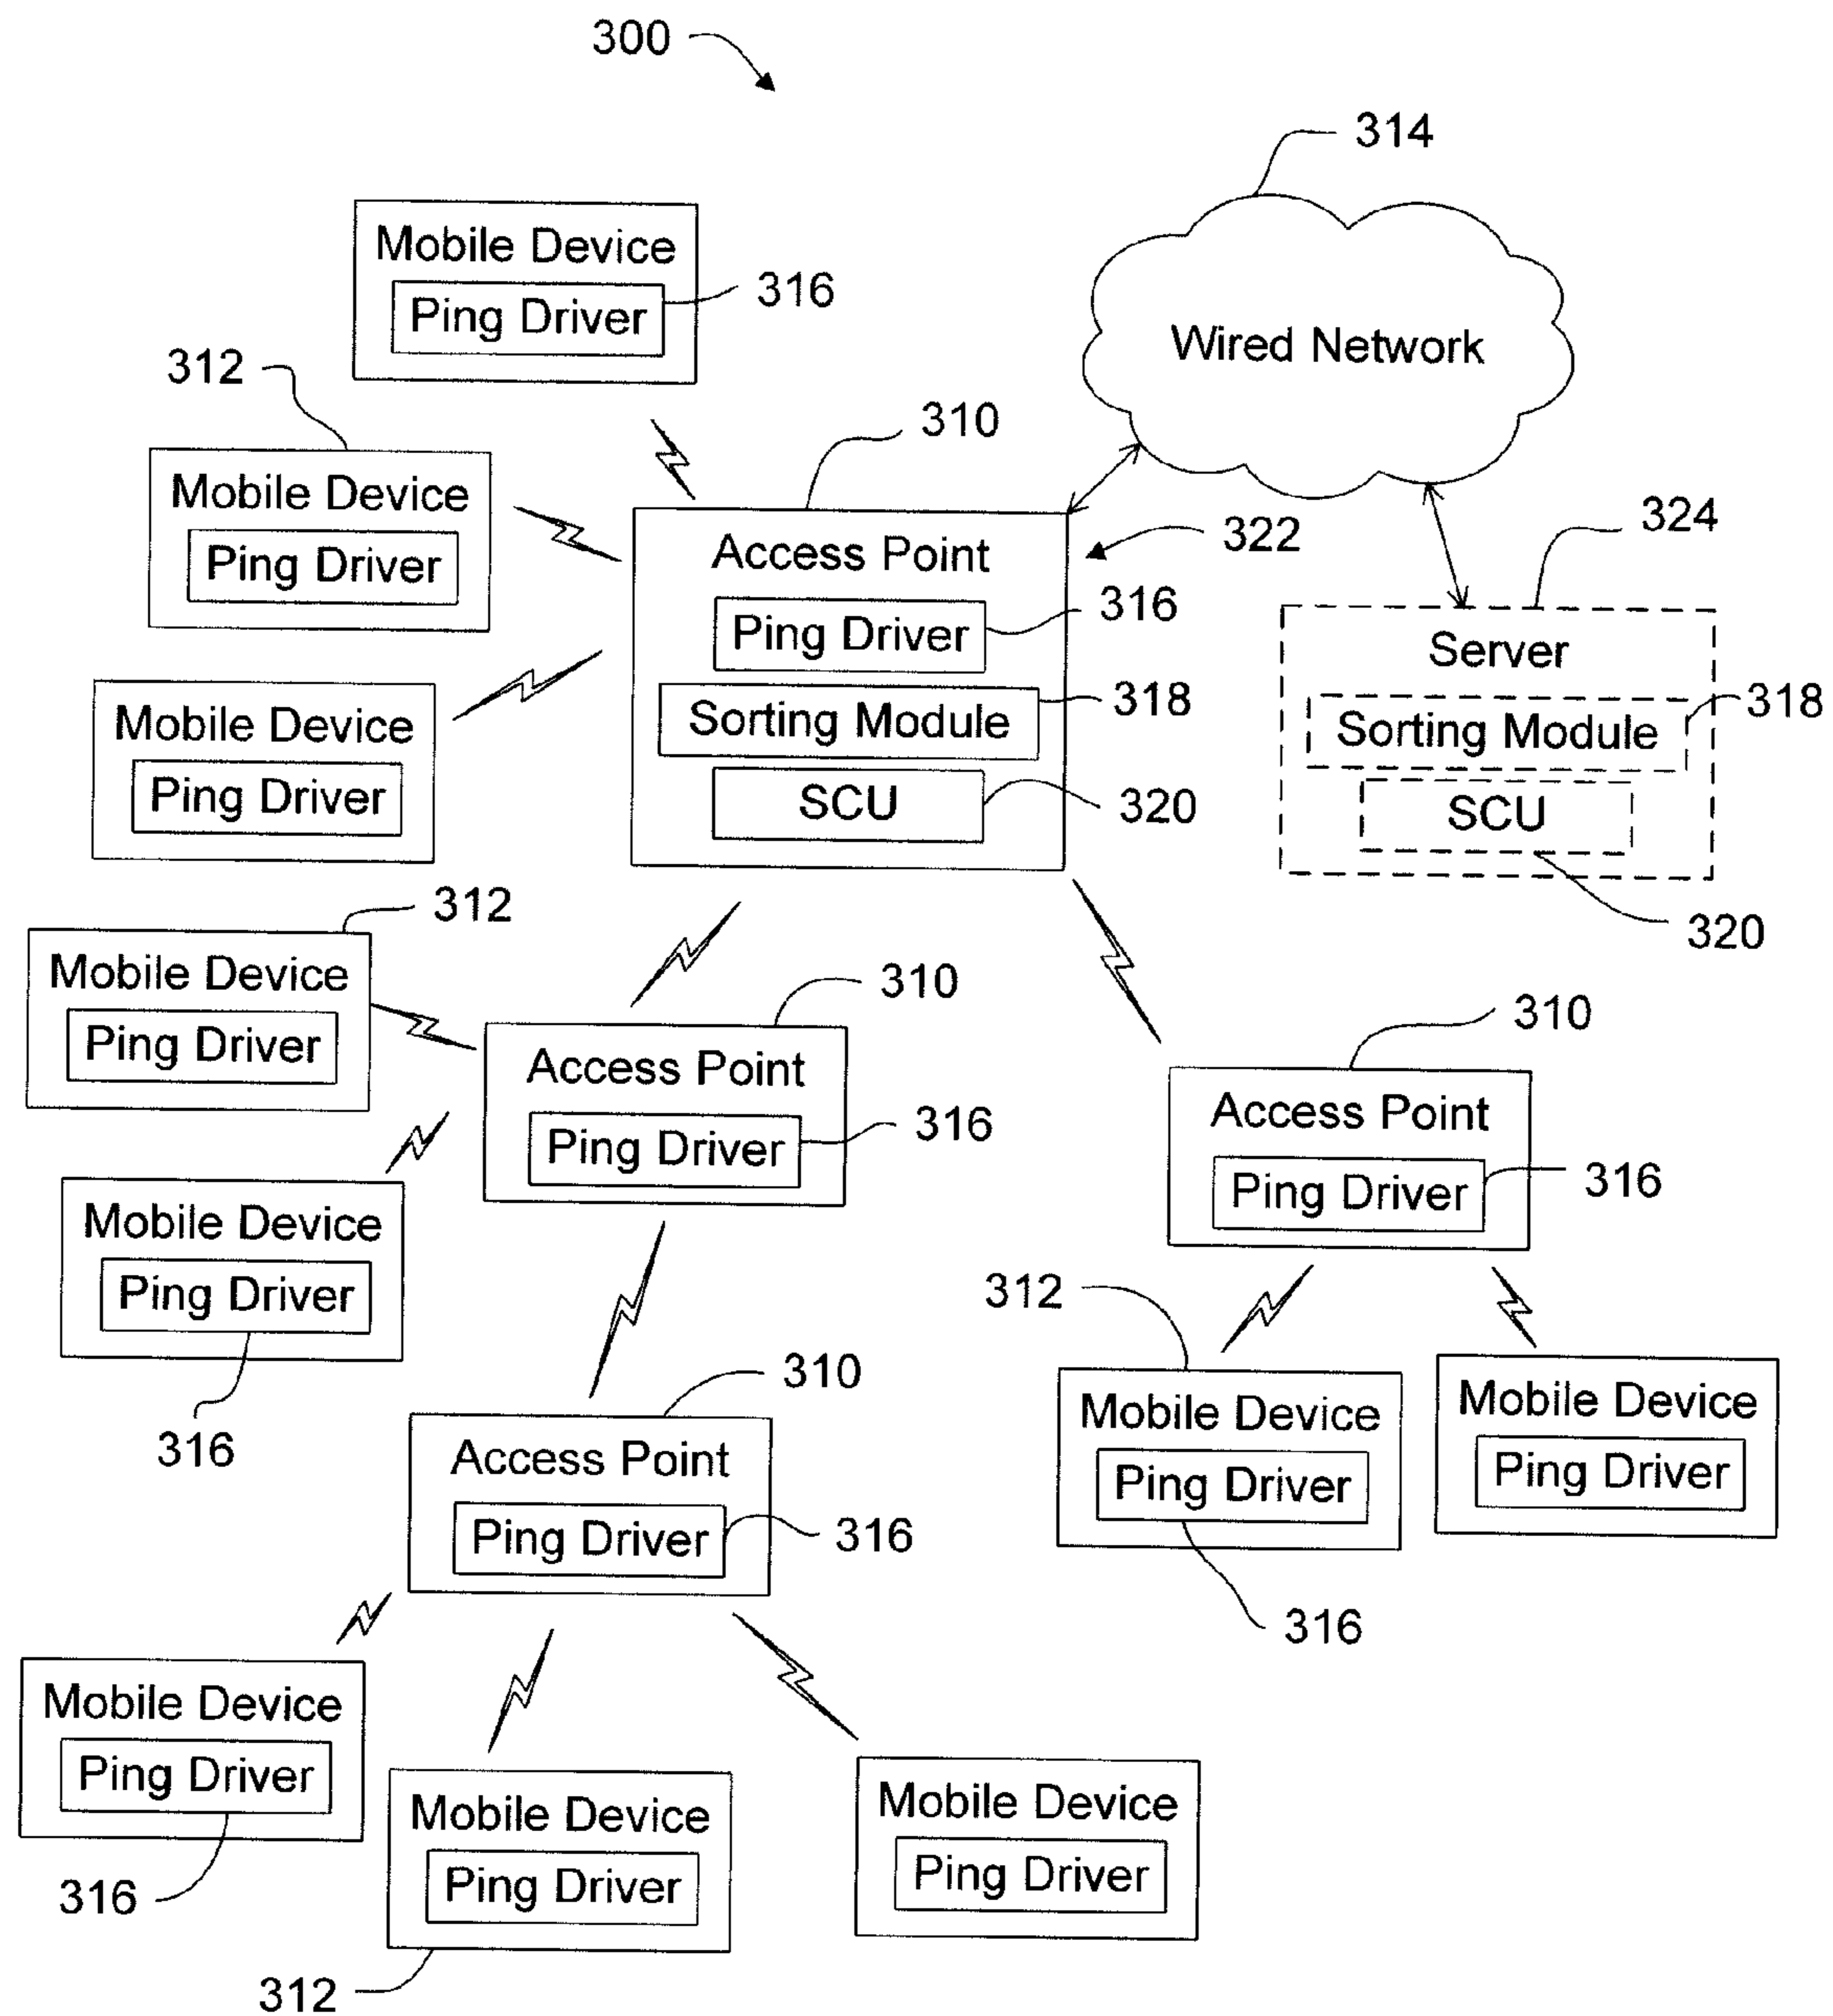 300
314
Mobile Device
Ping Driver
316
Wired Network
312
Mobile Device
Ping Driver
310
Access Point
322
Ping Driver
316
Sorting Module
318
SCU
320
324
Server
Sorting Module
318
SCU
320
Mobile Device
Ping Driver
312
Mobile Device
Ping Driver
310
Access Point
Ping Driver
316
310
Access Point
Ping Driver
316
Mobile Device
Ping Driver
316
312
Mobile Device
Ping Driver
316
Mobile Device
Ping Driver
310
Access Point
Ping Driver
316
Mobile Device
Ping Driver
316
Mobile Device
Ping Driver
312
Mobile Device
Ping Driver